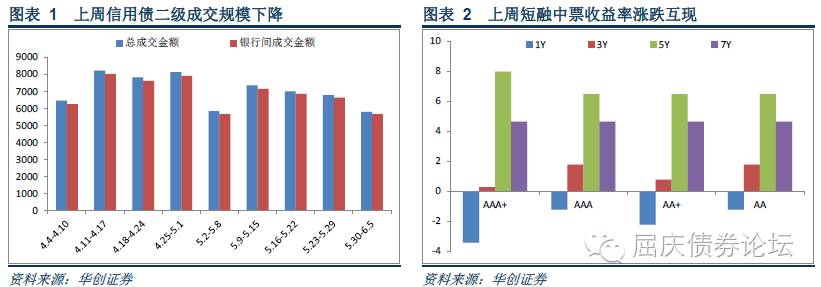 图表 1 上周信用债二级成交规模下降
总成交金额 银行间成交金额
9000
8000
7000
6000
5000
4000
3000
2000
1000
0
4.4-4.10 4.11-4.17 4.18-4.24 4.25-5.1 5.2-5.8 5.9-5.15 5.16-5.22 5.23-5.29 5.30-6.5
资料来源：华创证券
图表 2 上周短融中票收益率涨跌互现
1Y 3Y 5Y 7Y
10
8
6
4
2
0
-2
-4
AAA+ AAA AA+ AA
屈庆债券论坛
资料来源：华创证券